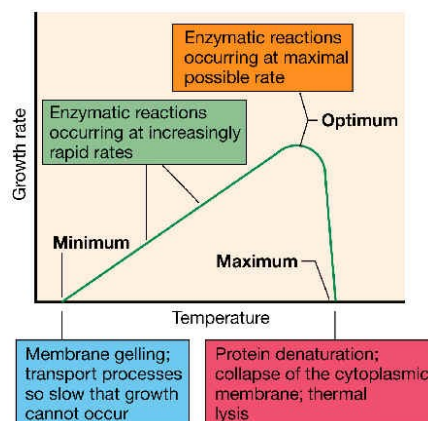 Enzymatic reactions
occurring at maximal
possible rate
Optimum
Enzymatic reactions
occurring at increasingly
rapid rates
Growth rate
Minimum
Maximum
Temperature
Membrane gelling;
transport processes
so slow that growth
cannot occur
Protein denaturation;
collapse of the cytoplasmic
membrane; thermal
lysis